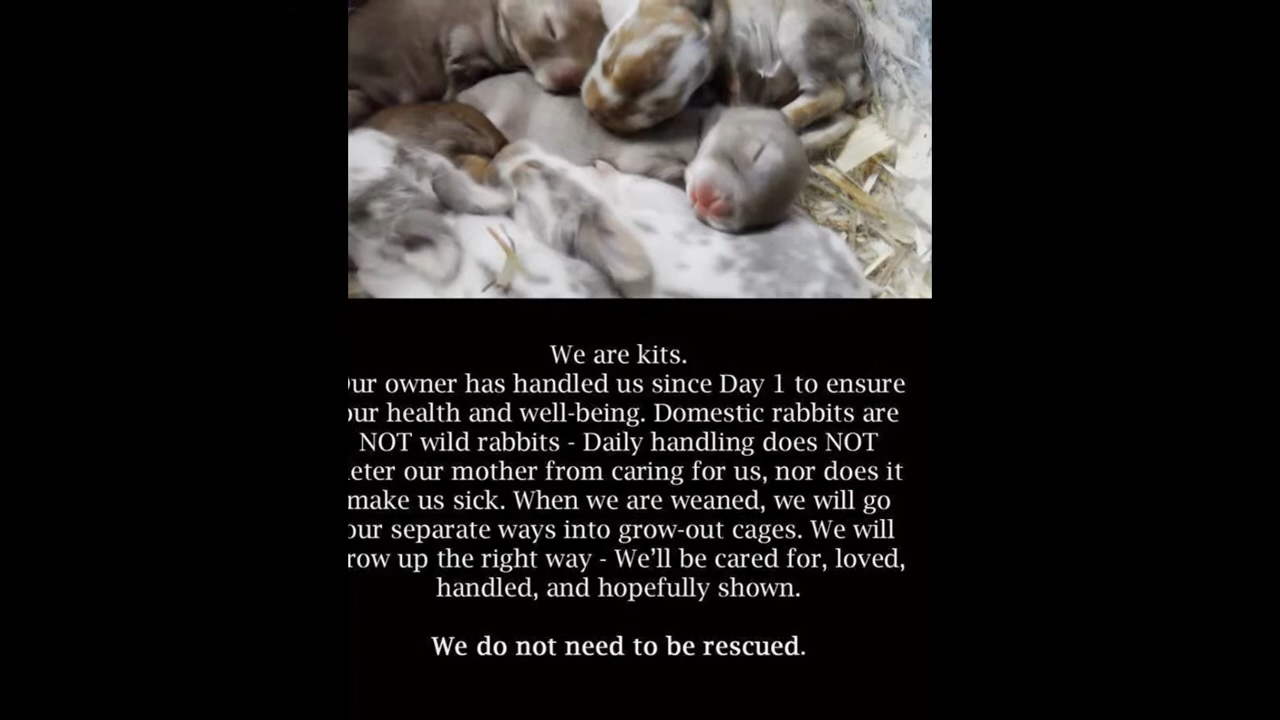 We are kits.
ur owner has handled us since Day 1 to ensure
our health and well-being. Domestic rabbits are
NOT wild rabbits - Daily handling does NOT
eter our mother from caring for us, nor does it
make us sick. When we are weaned, we will go
our separate ways into grow-out cages. We will
row up the right way - We’ll be cared for, loved,
handled, and hopefully shown.
We do not need to be rescued.